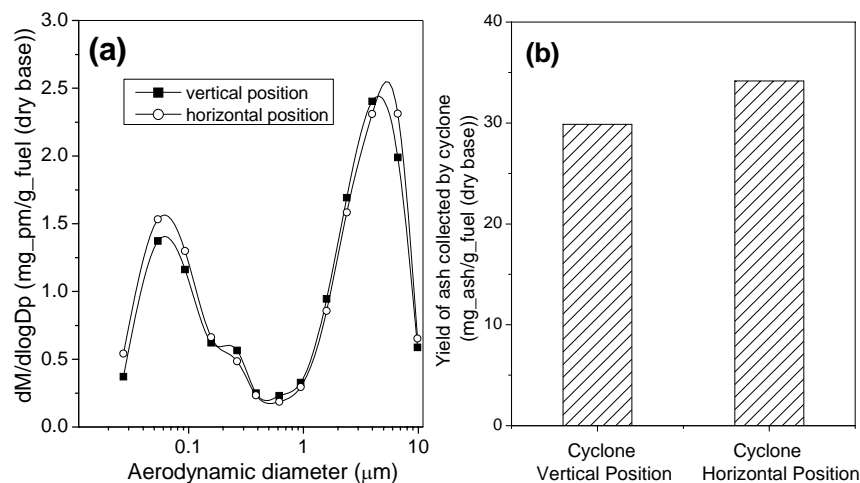 (a)
vertical position
horizontal position
dM/dlogDp (mg_pm/g_fuel (dry base))
3.0
2.5
2.0
1.5
1.0
0.5
0.0
0.1
1
10
Aerodynamic diameter (μm)
(b)
Yield of ash collected by cyclone
(mg_ash/g_fuel (dry base))
40
30
20
10
0
Cyclone
Vertical Position
Cyclone
Horizontal Position